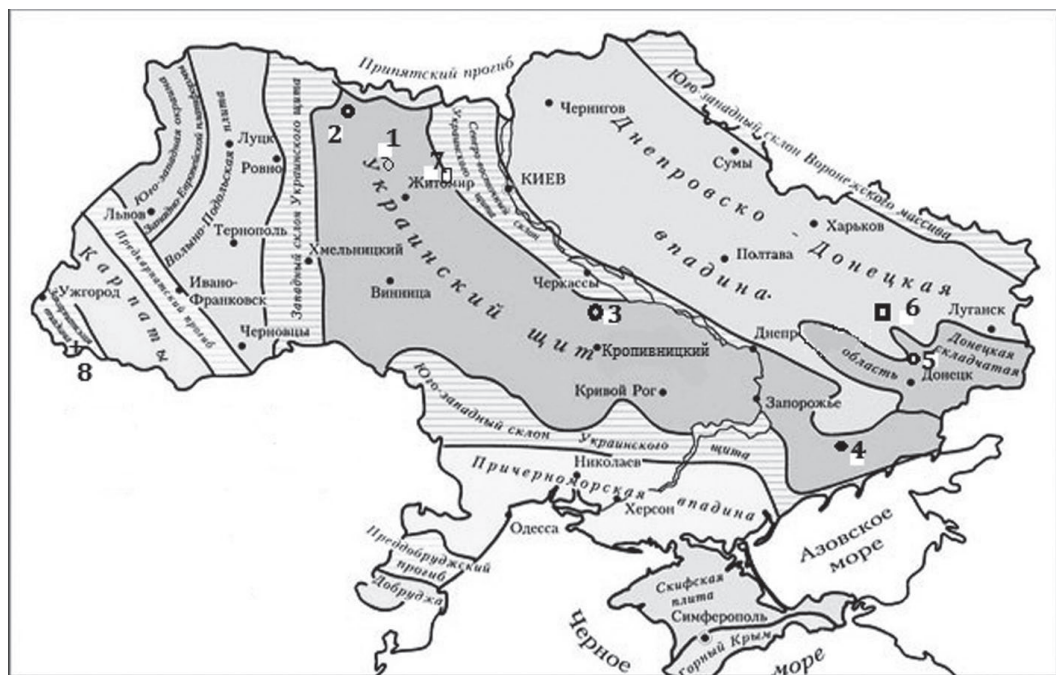 Припятский прогиб
Юго-западный склон Воронежского массива
Чернигов
Сумы
Днепровско - Донецкая
впадина
Харьков
Полтава
Луганск
6
2
1
7
Украинский щит
Северо-восточный склон
Украинского щита
КИЕВ
Житомир
Западный склон Украинского щита
Юго-западная окраина
Западно-Европейской платформы
Волыно-Подольская плита
Луцк
Ровно
Львов
Тернополь
Хмельницкий
Предкарпатский прогиб
Карпаты
Ужгород
Закарпатская
впадина
8
Ивано-
Франковск
Черновцы
Винница
Черкассы
3
Кропивницкий
Кривой Рог
Днепр
Запорожье
Донецкая
складчатая
область
5
Донецк
4
Юго-западный склон Украинского щита
Николаев
Причерноморская впадина
Херсон
Одесса
Преддобруджский
прогиб
Добруджа
Азовское
море
Скифская
плита
Симферополь
Горный Крым
Черное
море